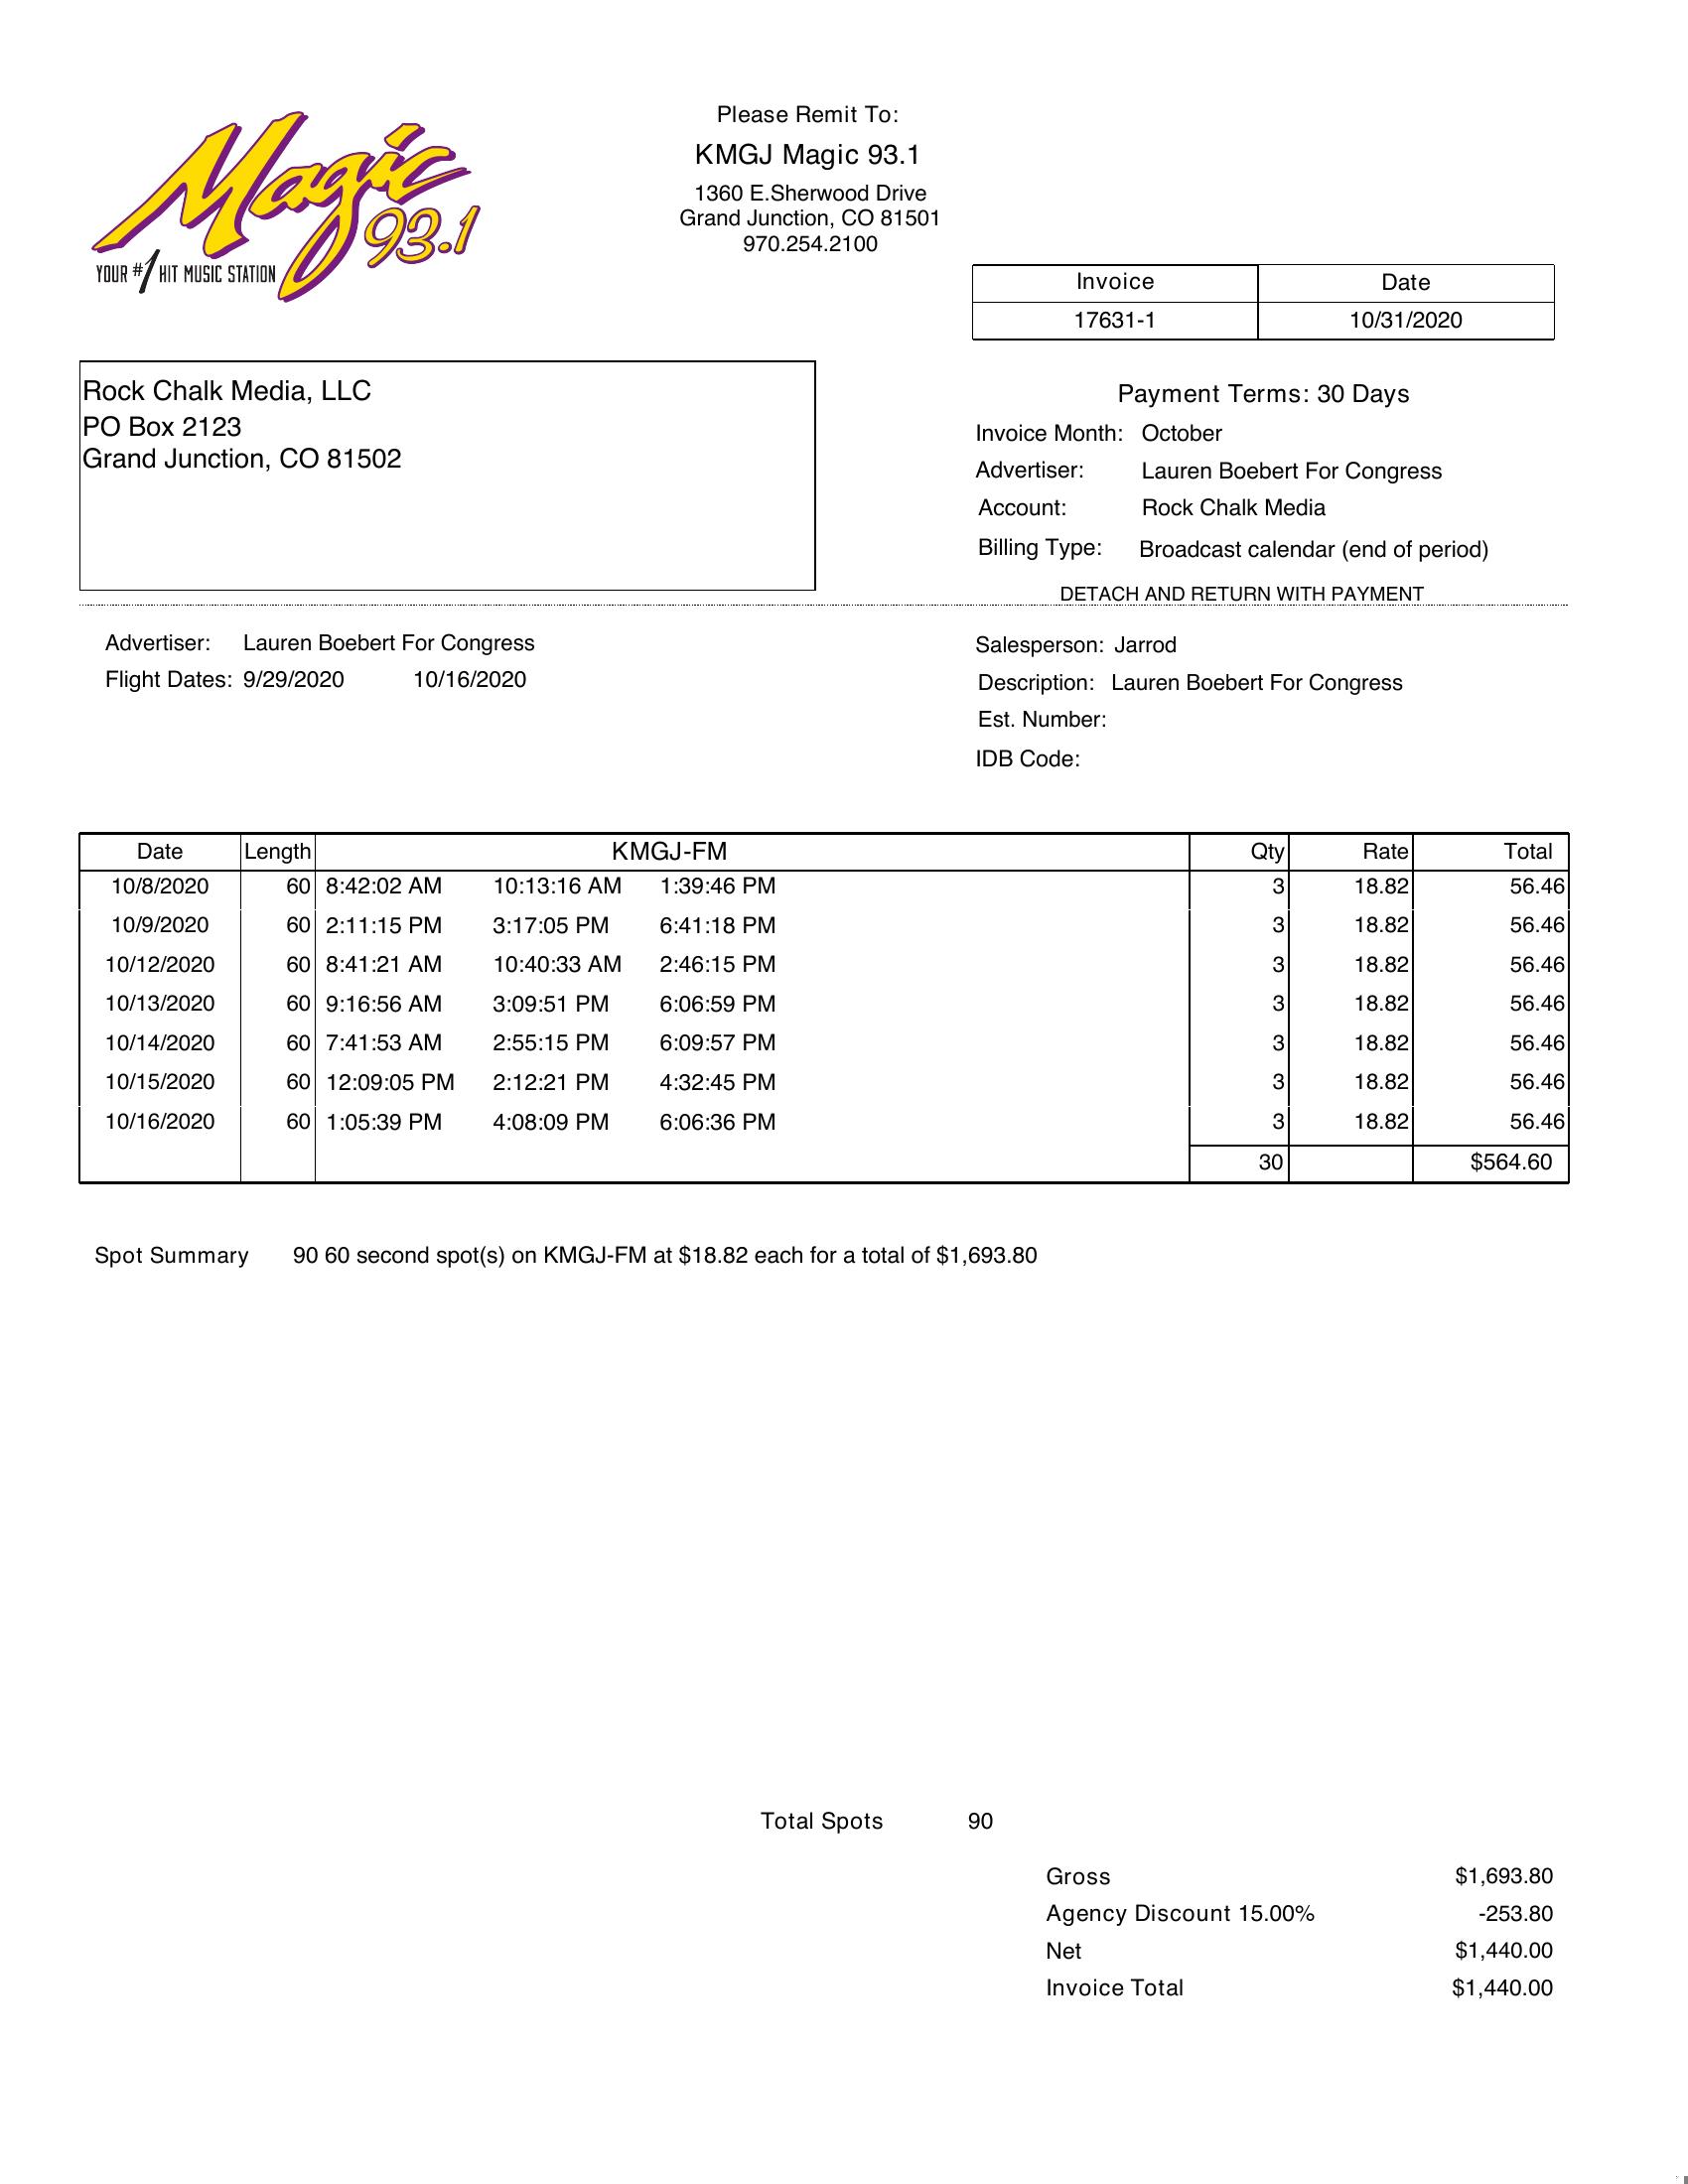 Magic
93.1
YOUR #1 HIT MUSIC STATION
Please Remit To:
KMGJ Magic 93.1
1360 E.Sherwood Drive
Grand Junction, CO 81501
970.254.2100
Invoice Date
17631-1 10/31/2020
Rock Chalk Media, LLC
PO Box 2123
Grand Junction, CO 81502
Payment Terms: 30 Days
Invoice Month: October
Advertiser: Lauren Boebert For Congress
Account: Rock Chalk Media
Billing Type: Broadcast calendar (end of period)
DETACH AND RETURN WITH PAYMENT
Advertiser: Lauren Boebert For Congress
Flight Dates: 9/29/2020 10/16/2020
Salesperson: Jarrod
Description: Lauren Boebert For Congress
Est. Number:
IDB Code:
Date Length KMGJ-FM Qty Rate Total
10/8/2020 60 8:42:02 AM 10:13:16 AM 1:39:46 PM 3 18.82 56.46
10/9/2020 60 2:11:15 PM 3:17:05 PM 6:41:18 PM 3 18.82 56.46
10/12/2020 60 8:41:21 AM 10:40:33 AM 2:46:15 PM 3 18.82 56.46
10/13/2020 60 9:16:56 AM 3:09:51 PM 6:06:59 PM 3 18.82 56.46
10/14/2020 60 7:41:53 AM 2:55:15 PM 6:09:57 PM 3 18.82 56.46
10/15/2020 60 12:09:05 PM 2:12:21 PM 4:32:45 PM 3 18.82 56.46
10/16/2020 60 1:05:39 PM 4:08:09 PM 6:06:36 PM 3 18.82 56.46
30 $564.60
Spot Summary 90 60 second spot(s) on KMGJ-FM at $18.82 each for a total of $1,693.80
Total Spots 90
Gross $1,693.80
Agency Discount 15.00% -253.80
Net $1,440.00
Invoice Total $1,440.00